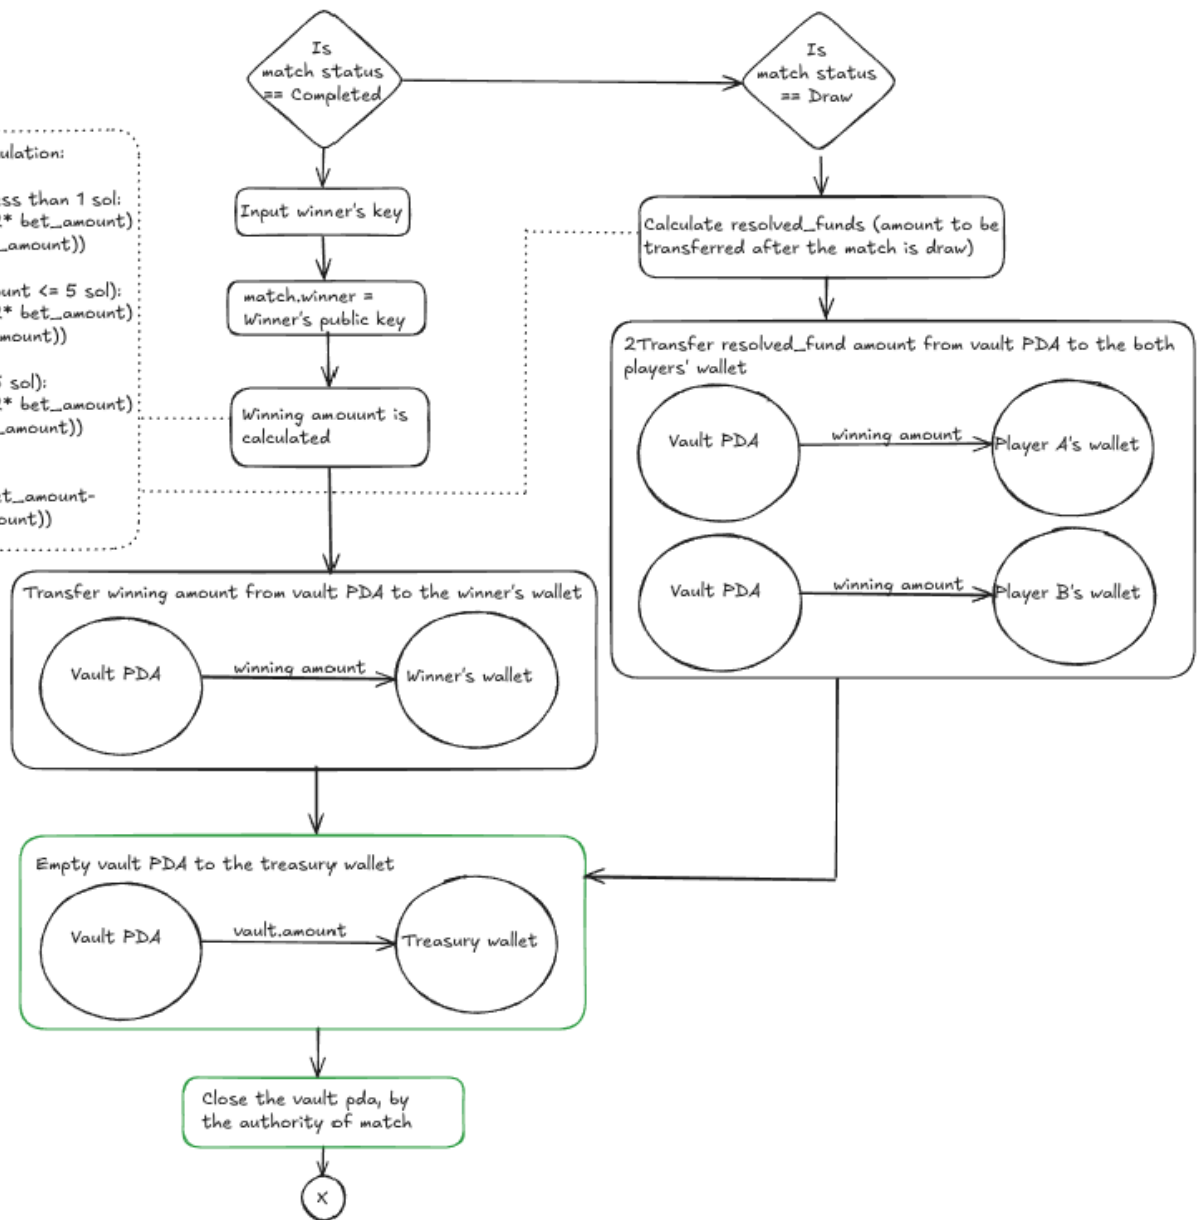 Is
match status
== Completed
Is
match status
== Draw
ulation:
ess than 1 sol:
* bet_amount)
_amount))
unt <= 5 sol):
* bet_amount)
mount))
sol):
* bet_amount)
_amount))
et_amount-
ount))
Input winner's key
match.winner =
Winner's public key
Winning amouunt is
calculated
Calculate resolved_funds (amount to be
transferred after the match is draw)
2Transfer resolved_fund amount from vault PDA to the both
players' wallet
Vault PDA
winning amount
Player A's wallet
Vault PDA
winning amount
Player B's wallet
Transfer winning amount from vault PDA to the winner's wallet
Vault PDA
winning amount
Winner's wallet
Empty vault PDA to the treasury wallet
Vault PDA
vault.amount
Treasury wallet
Close the vault pda, by
the authority of match
X